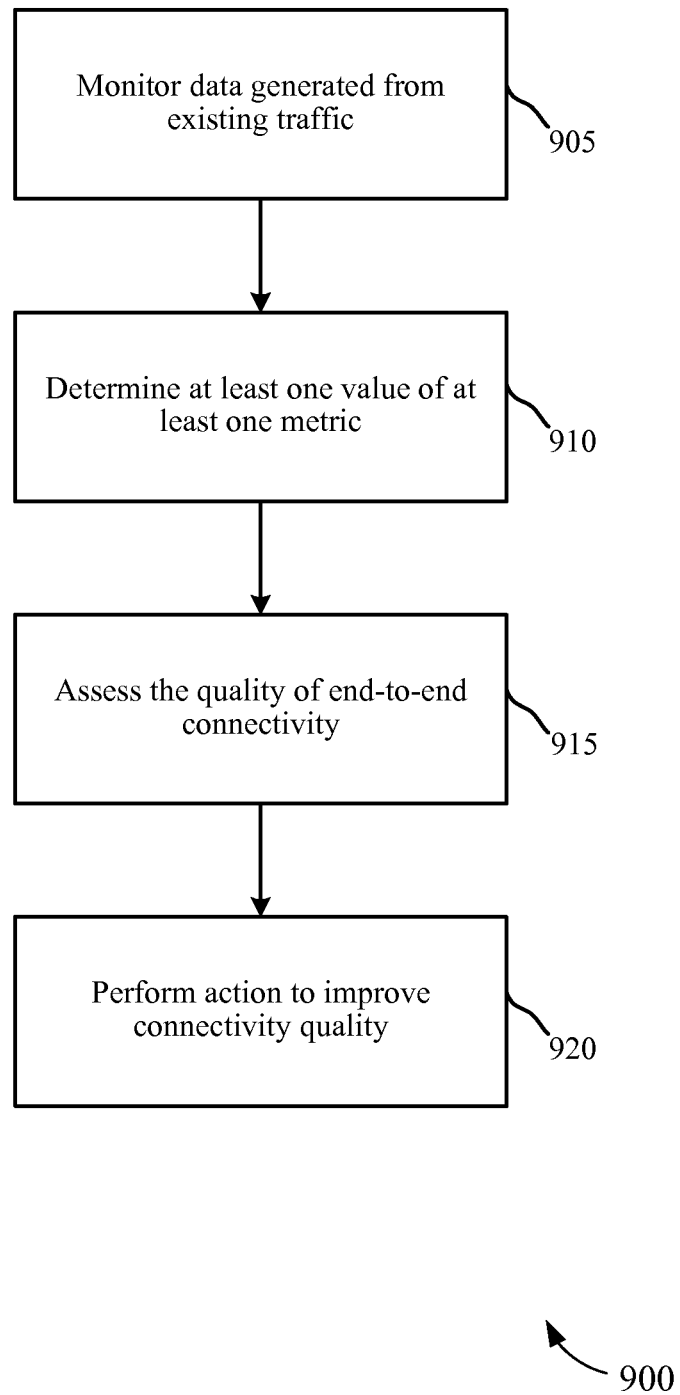 Monitor data generated from
existing traffic
905
Determine at least one value of at
least one metric
910
Assess the quality of end-to-end
connectivity
915
Perform action to improve
connectivity quality
920
900